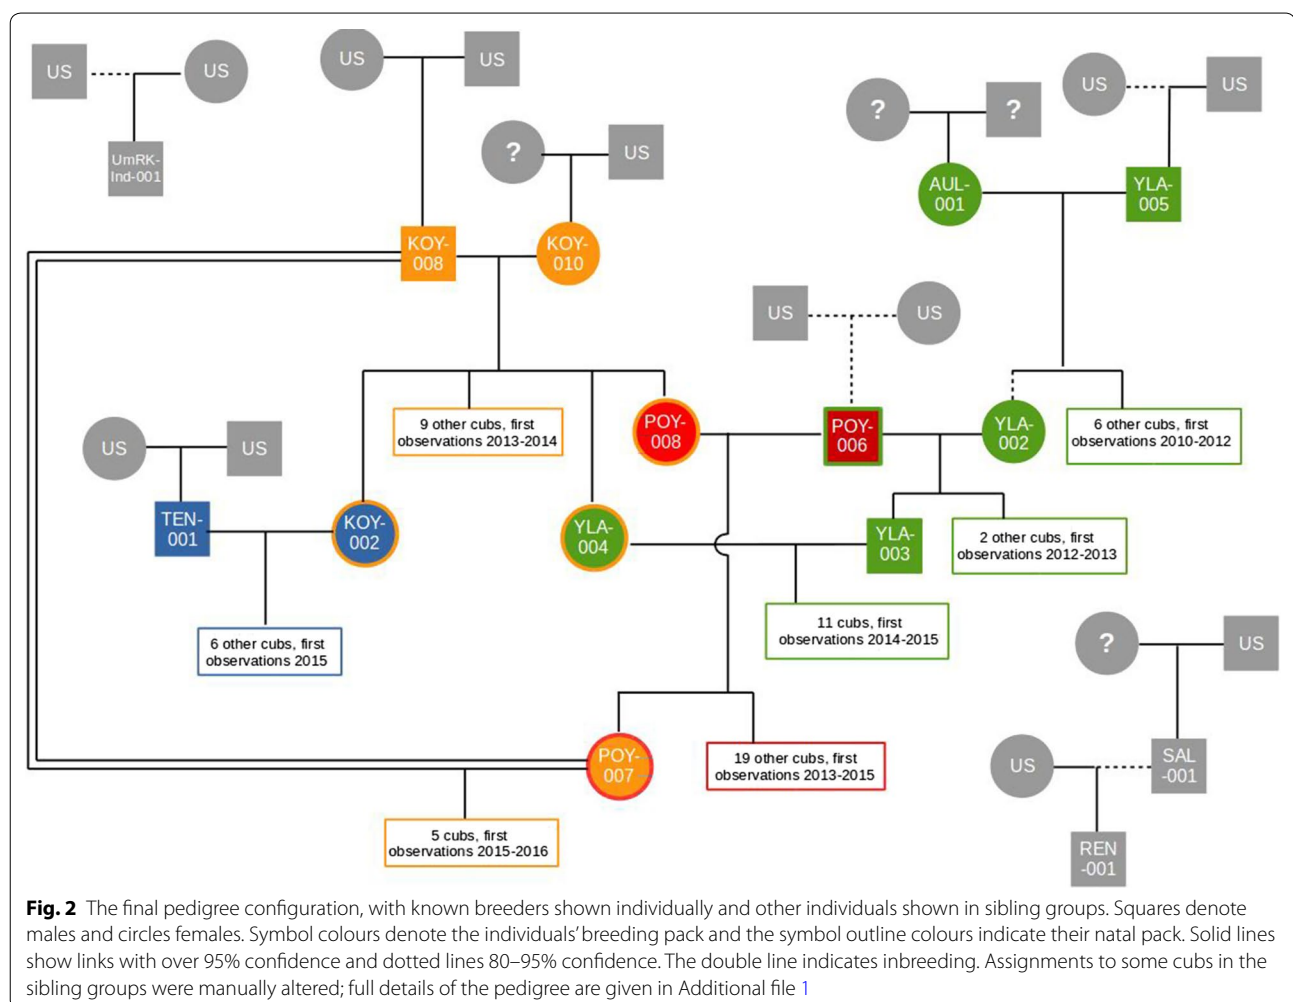 US
US
US
US
UmRK-
Ind-001
?
US
?
?
US
US
AUL-
001
YLA-
005
KOY-
008
KOY-
010
US
US
9 other cubs, first
observations 2013-2014
POY-
008
POY-
006
YLA-
002
6 other cubs, first
observations 2010-2012
US
US
TEN-
001
KOY-
002
YLA-
004
YLA-
003
2 other cubs, first
observations 2012-2013
6 other cubs, first
observations 2015
11 cubs, first
observations 2014-2015
?
US
POY-
007
19 other cubs, first
observations 2013-2015
US
SAL
-001
5 cubs, first
observations 2015-2016
REN
-001
Fig. 2 The final pedigree configuration, with known breeders shown individually and other individuals shown in sibling groups. Squares denote
males and circles females. Symbol colours denote the individuals’ breeding pack and the symbol outline colours indicate their natal pack. Solid lines
show links with over 95% confidence and dotted lines 80–95% confidence. The double line indicates inbreeding. Assignments to some cubs in the
sibling groups were manually altered; full details of the pedigree are given in Additional file 1